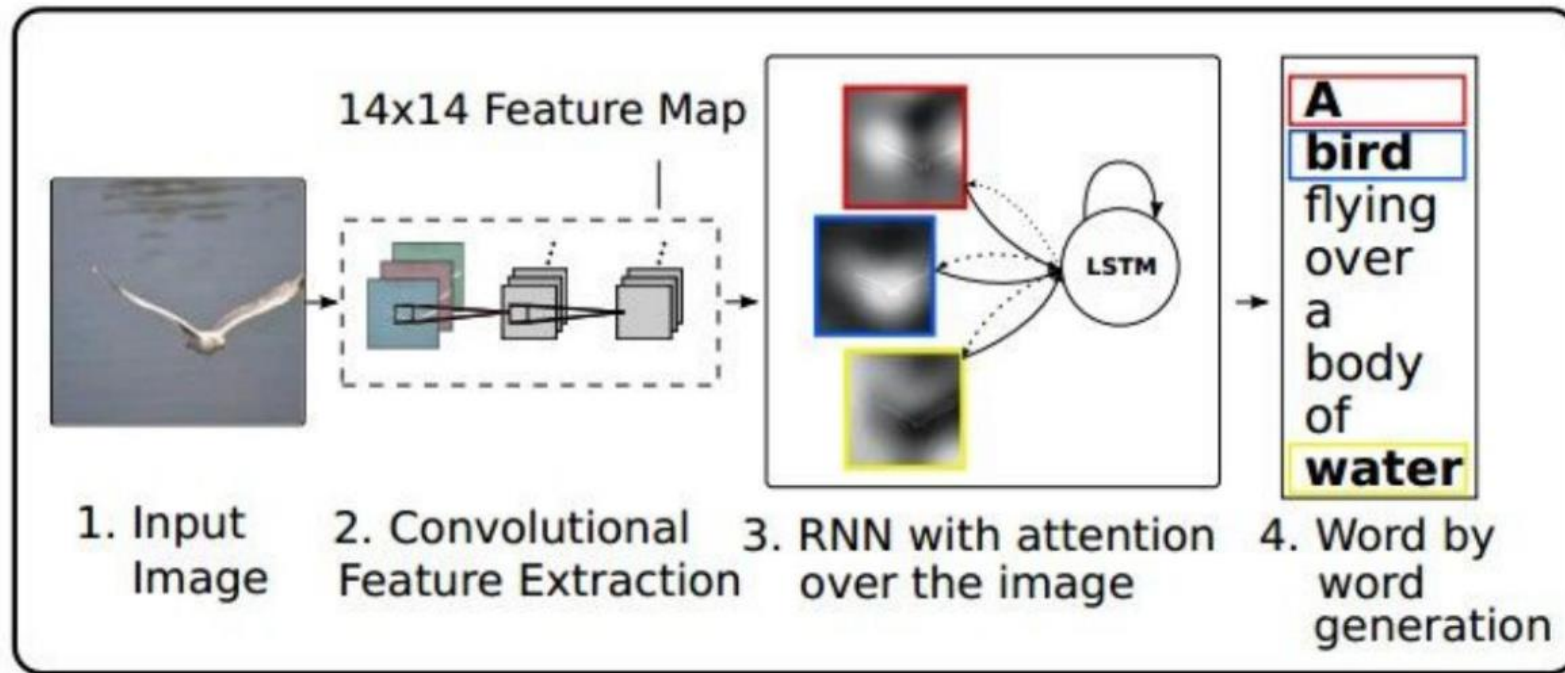 14x14 Feature Map
LSTM
A
bird
flying
over
a
body
of
water
1. Input
Image
2. Convolutional
Feature Extraction
3. RNN with attention
over the image
4. Word by
word
generation